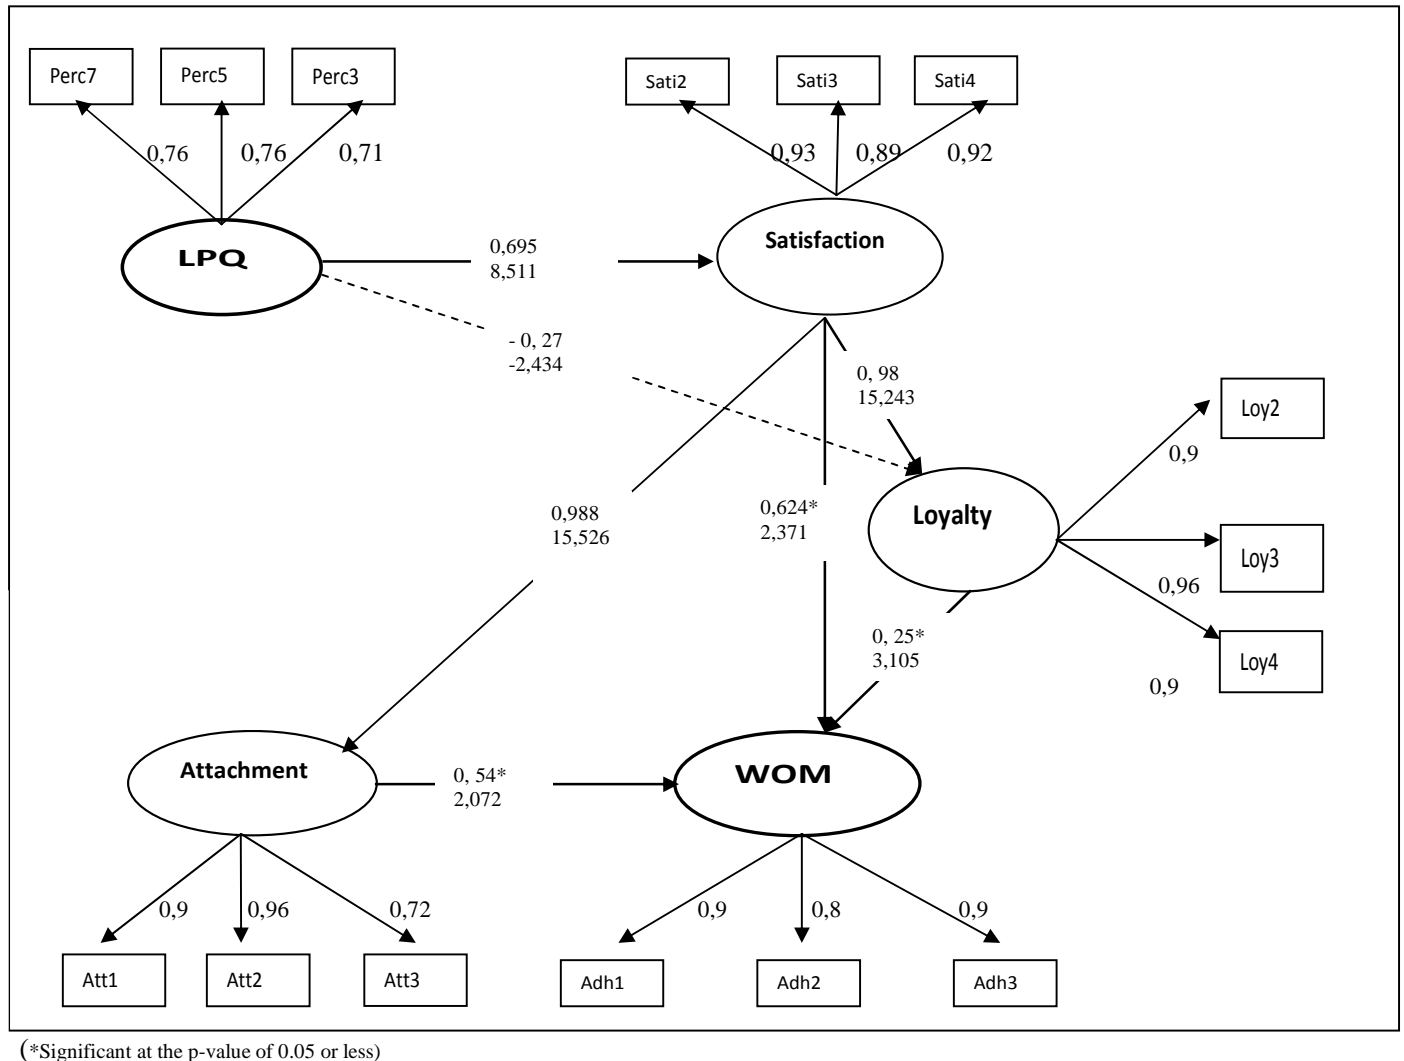 Perc7
Perc5
Perc3
Sati2
Sati3
Sati4
0,76
0,76
0,71
0,93
0,89
0,92
LPQ
0,695
8,511
Satisfaction
- 0, 27
-2,434
0, 98
15,243
Loy2
0,9
0,988
15,526
0,624*
2,371
Loyalty
Loy3
0,96
0, 25*
3,105
Loy4
0,9
Attachment
0, 54*
2,072
WOM
0,9
0,96
0,72
0,9
0,8
0,9
Att1
Att2
Att3
Adh1
Adh2
Adh3
(*Significant at the p-value of 0.05 or less)